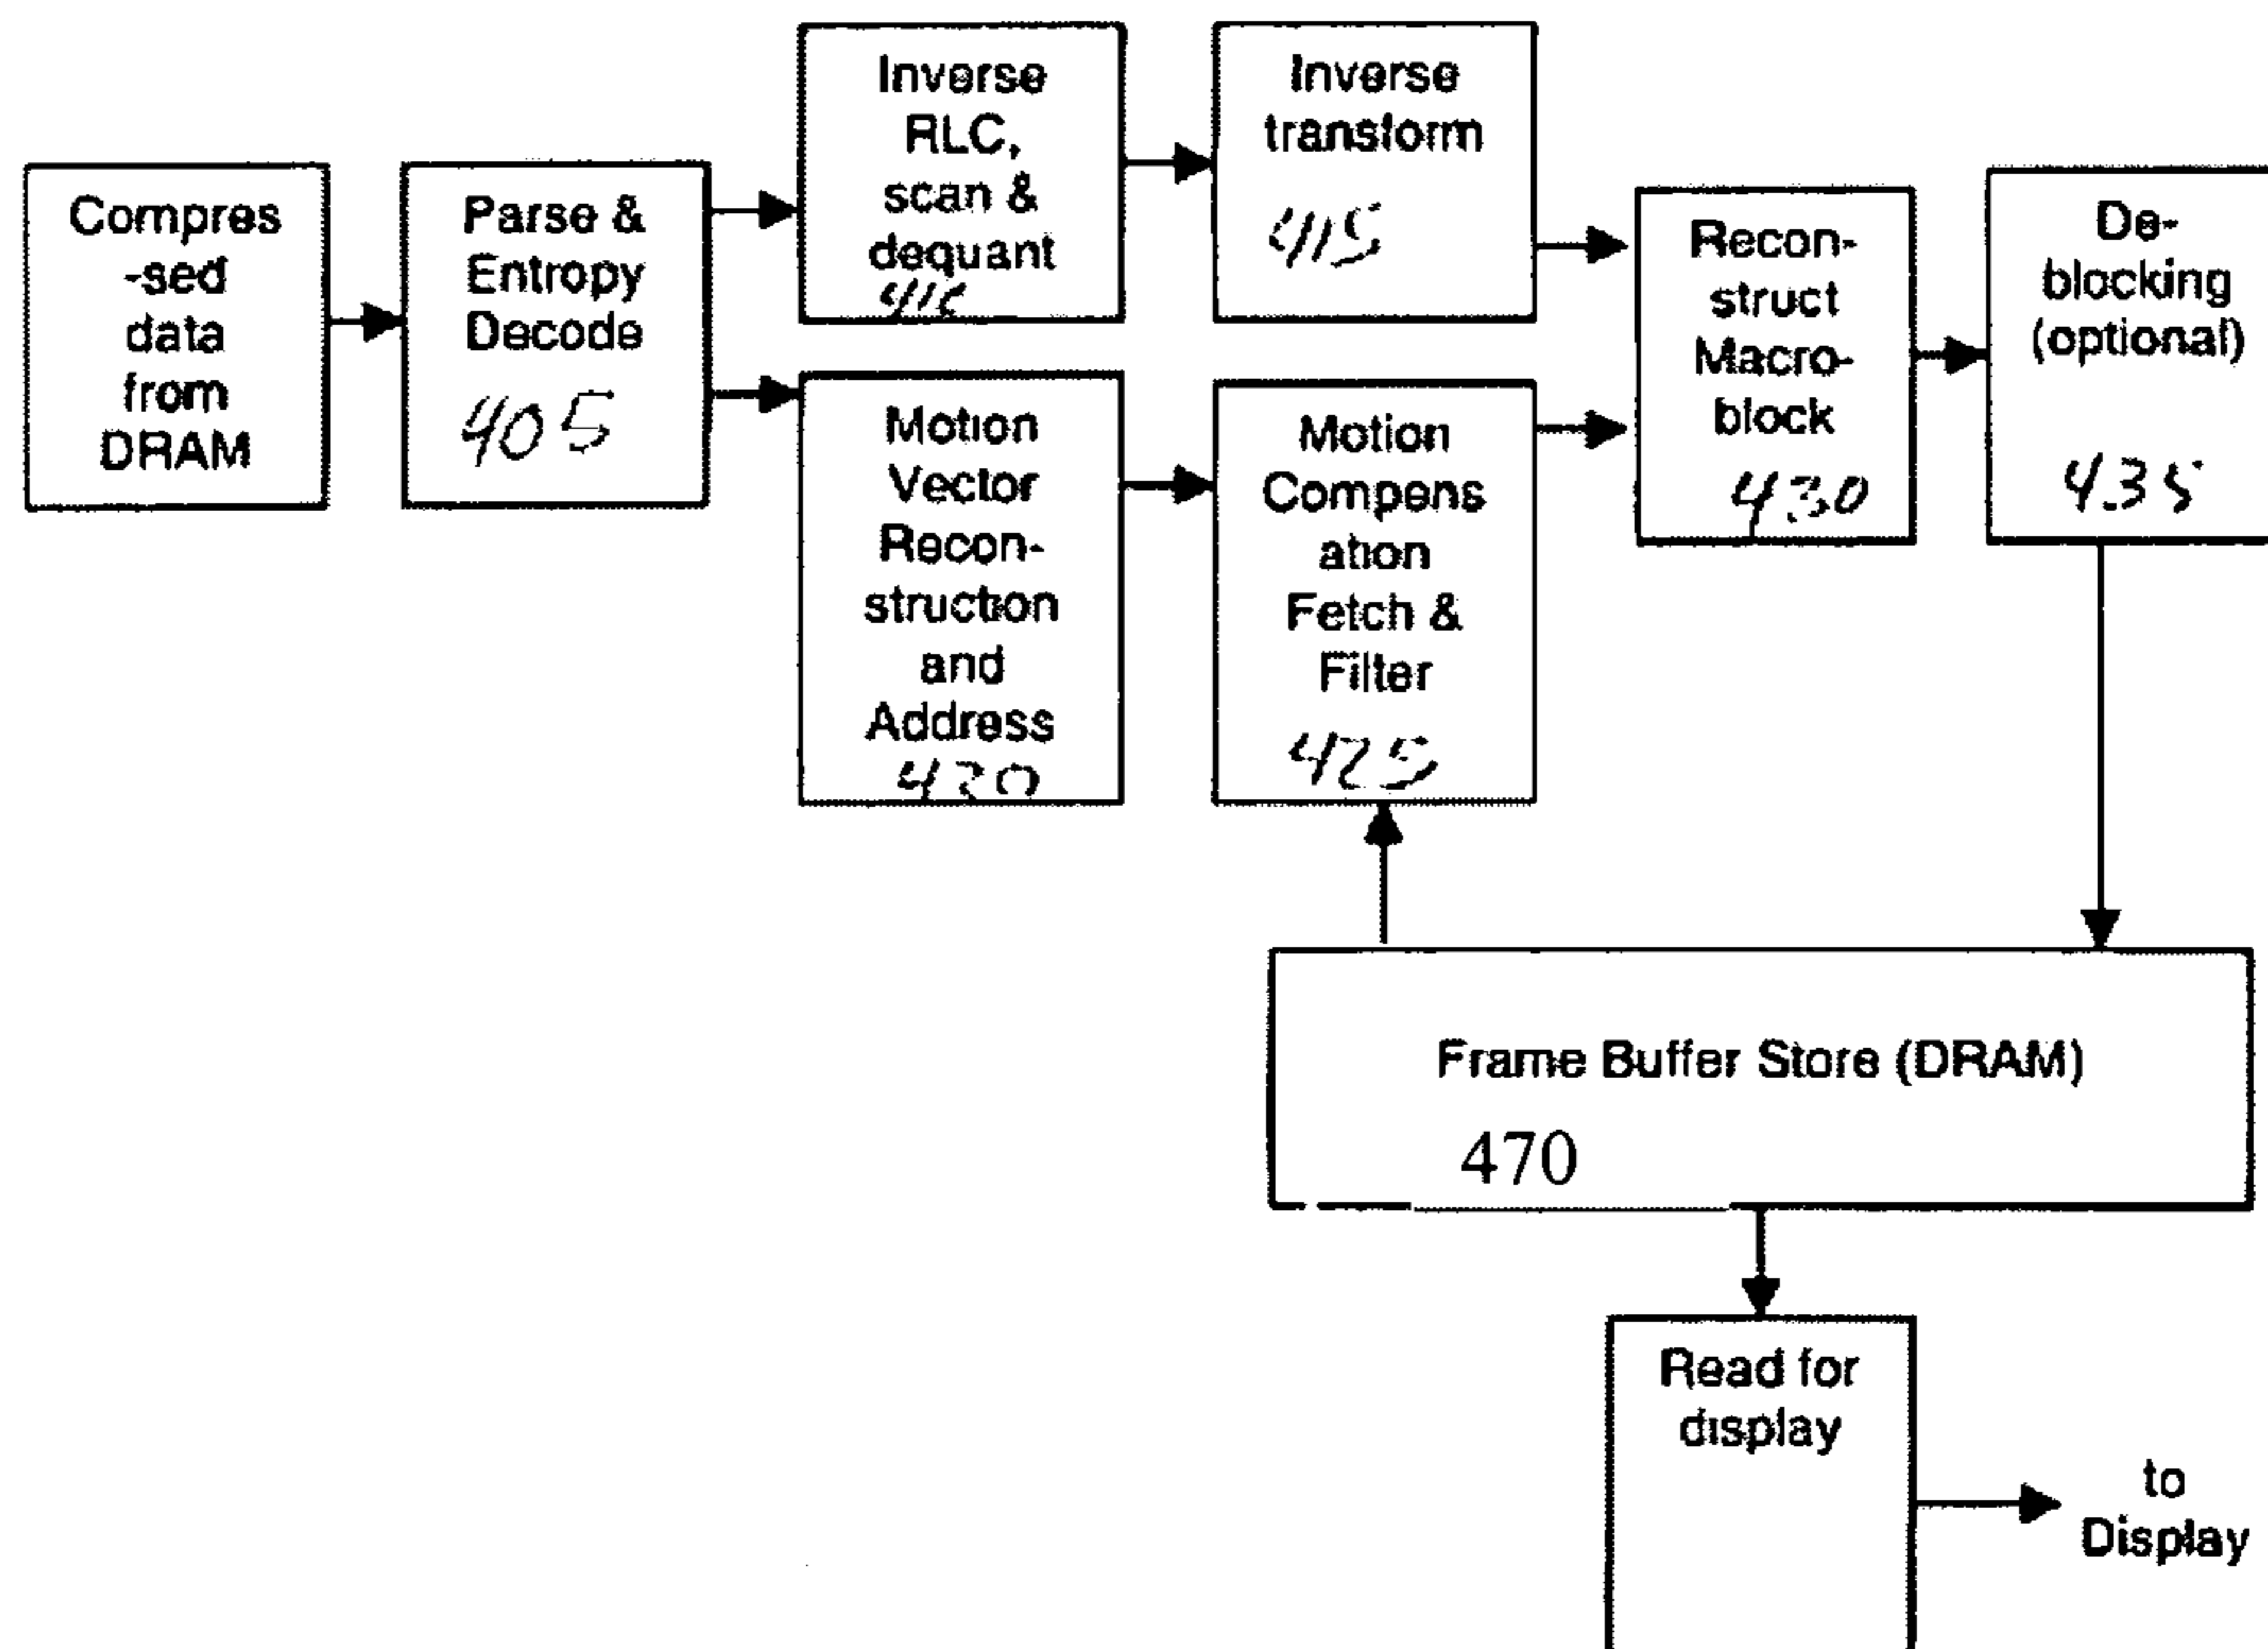 Compres
-sed
data
from
DRAM
Parse &
Entropy
Decode
405
Inverse
RLC,
scan &
dequant
Inverse
transform
415
Motion
Vector
Recon-
struction
and
Address
420
Motion
Compens
ation
Fetch &
Filter
425
Recon-
struct
Macro-
block
430
De-
blocking
(optional)
435
Frame Buffer Store (DRAM)
470
Read for
display
to
Display